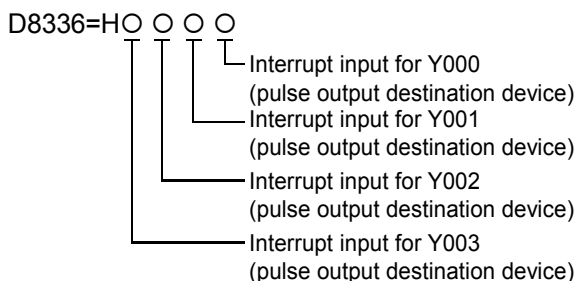 D8336=H○ ○ ○ ○
Interrupt input for Y000
(pulse output destination device)
Interrupt input for Y001
(pulse output destination device)
Interrupt input for Y002
(pulse output destination device)
Interrupt input for Y003
(pulse output destination device)